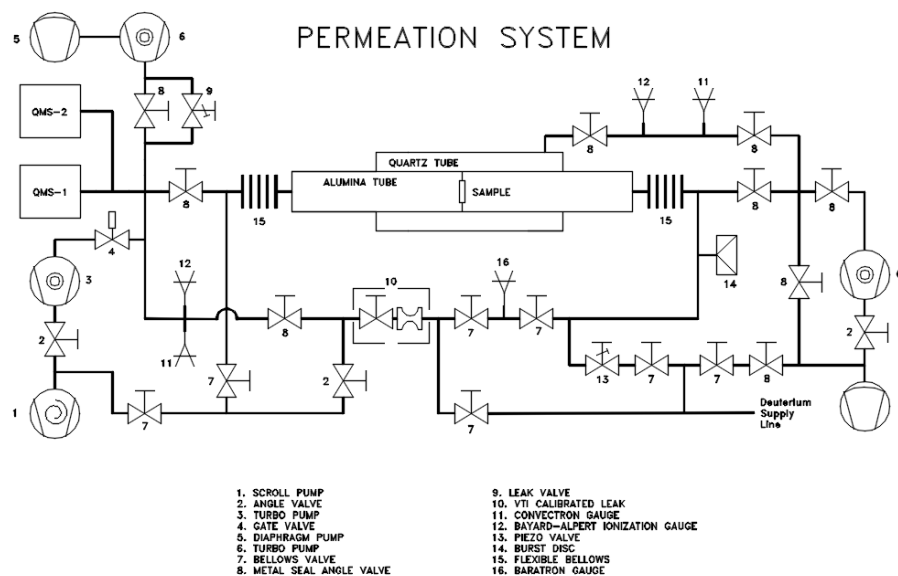 PERMEATION SYSTEM
5
6
8
9
12
11
QMS-2
QMS-1
8
8
QUARTZ TUBE
ALUMINA TUBE
SAMPLE
8
15
15
8
8
4
3
12
10
16
14
8
2
11
8
7
7
2
7
2
13
7
7
8
1
7
7
Deuterium
Supply
Line
1. SCROLL PUMP
2. ANGLE VALVE
3. TURBO PUMP
4. GATE VALVE
5. DIAPHRAGM PUMP
6. TURBO PUMP
7. BELLOWS VALVE
8. METAL SEAL ANGLE VALVE
9. LEAK VALVE
10. VTI CALIBRATED LEAK
11. CONVECTRON GAUGE
12. BAYARD-ALPERT IONIZATION GAUGE
13. PIEZO VALVE
14. BURST DISC
15. FLEXIBLE BELLOWS
16. BARATRON GAUGE